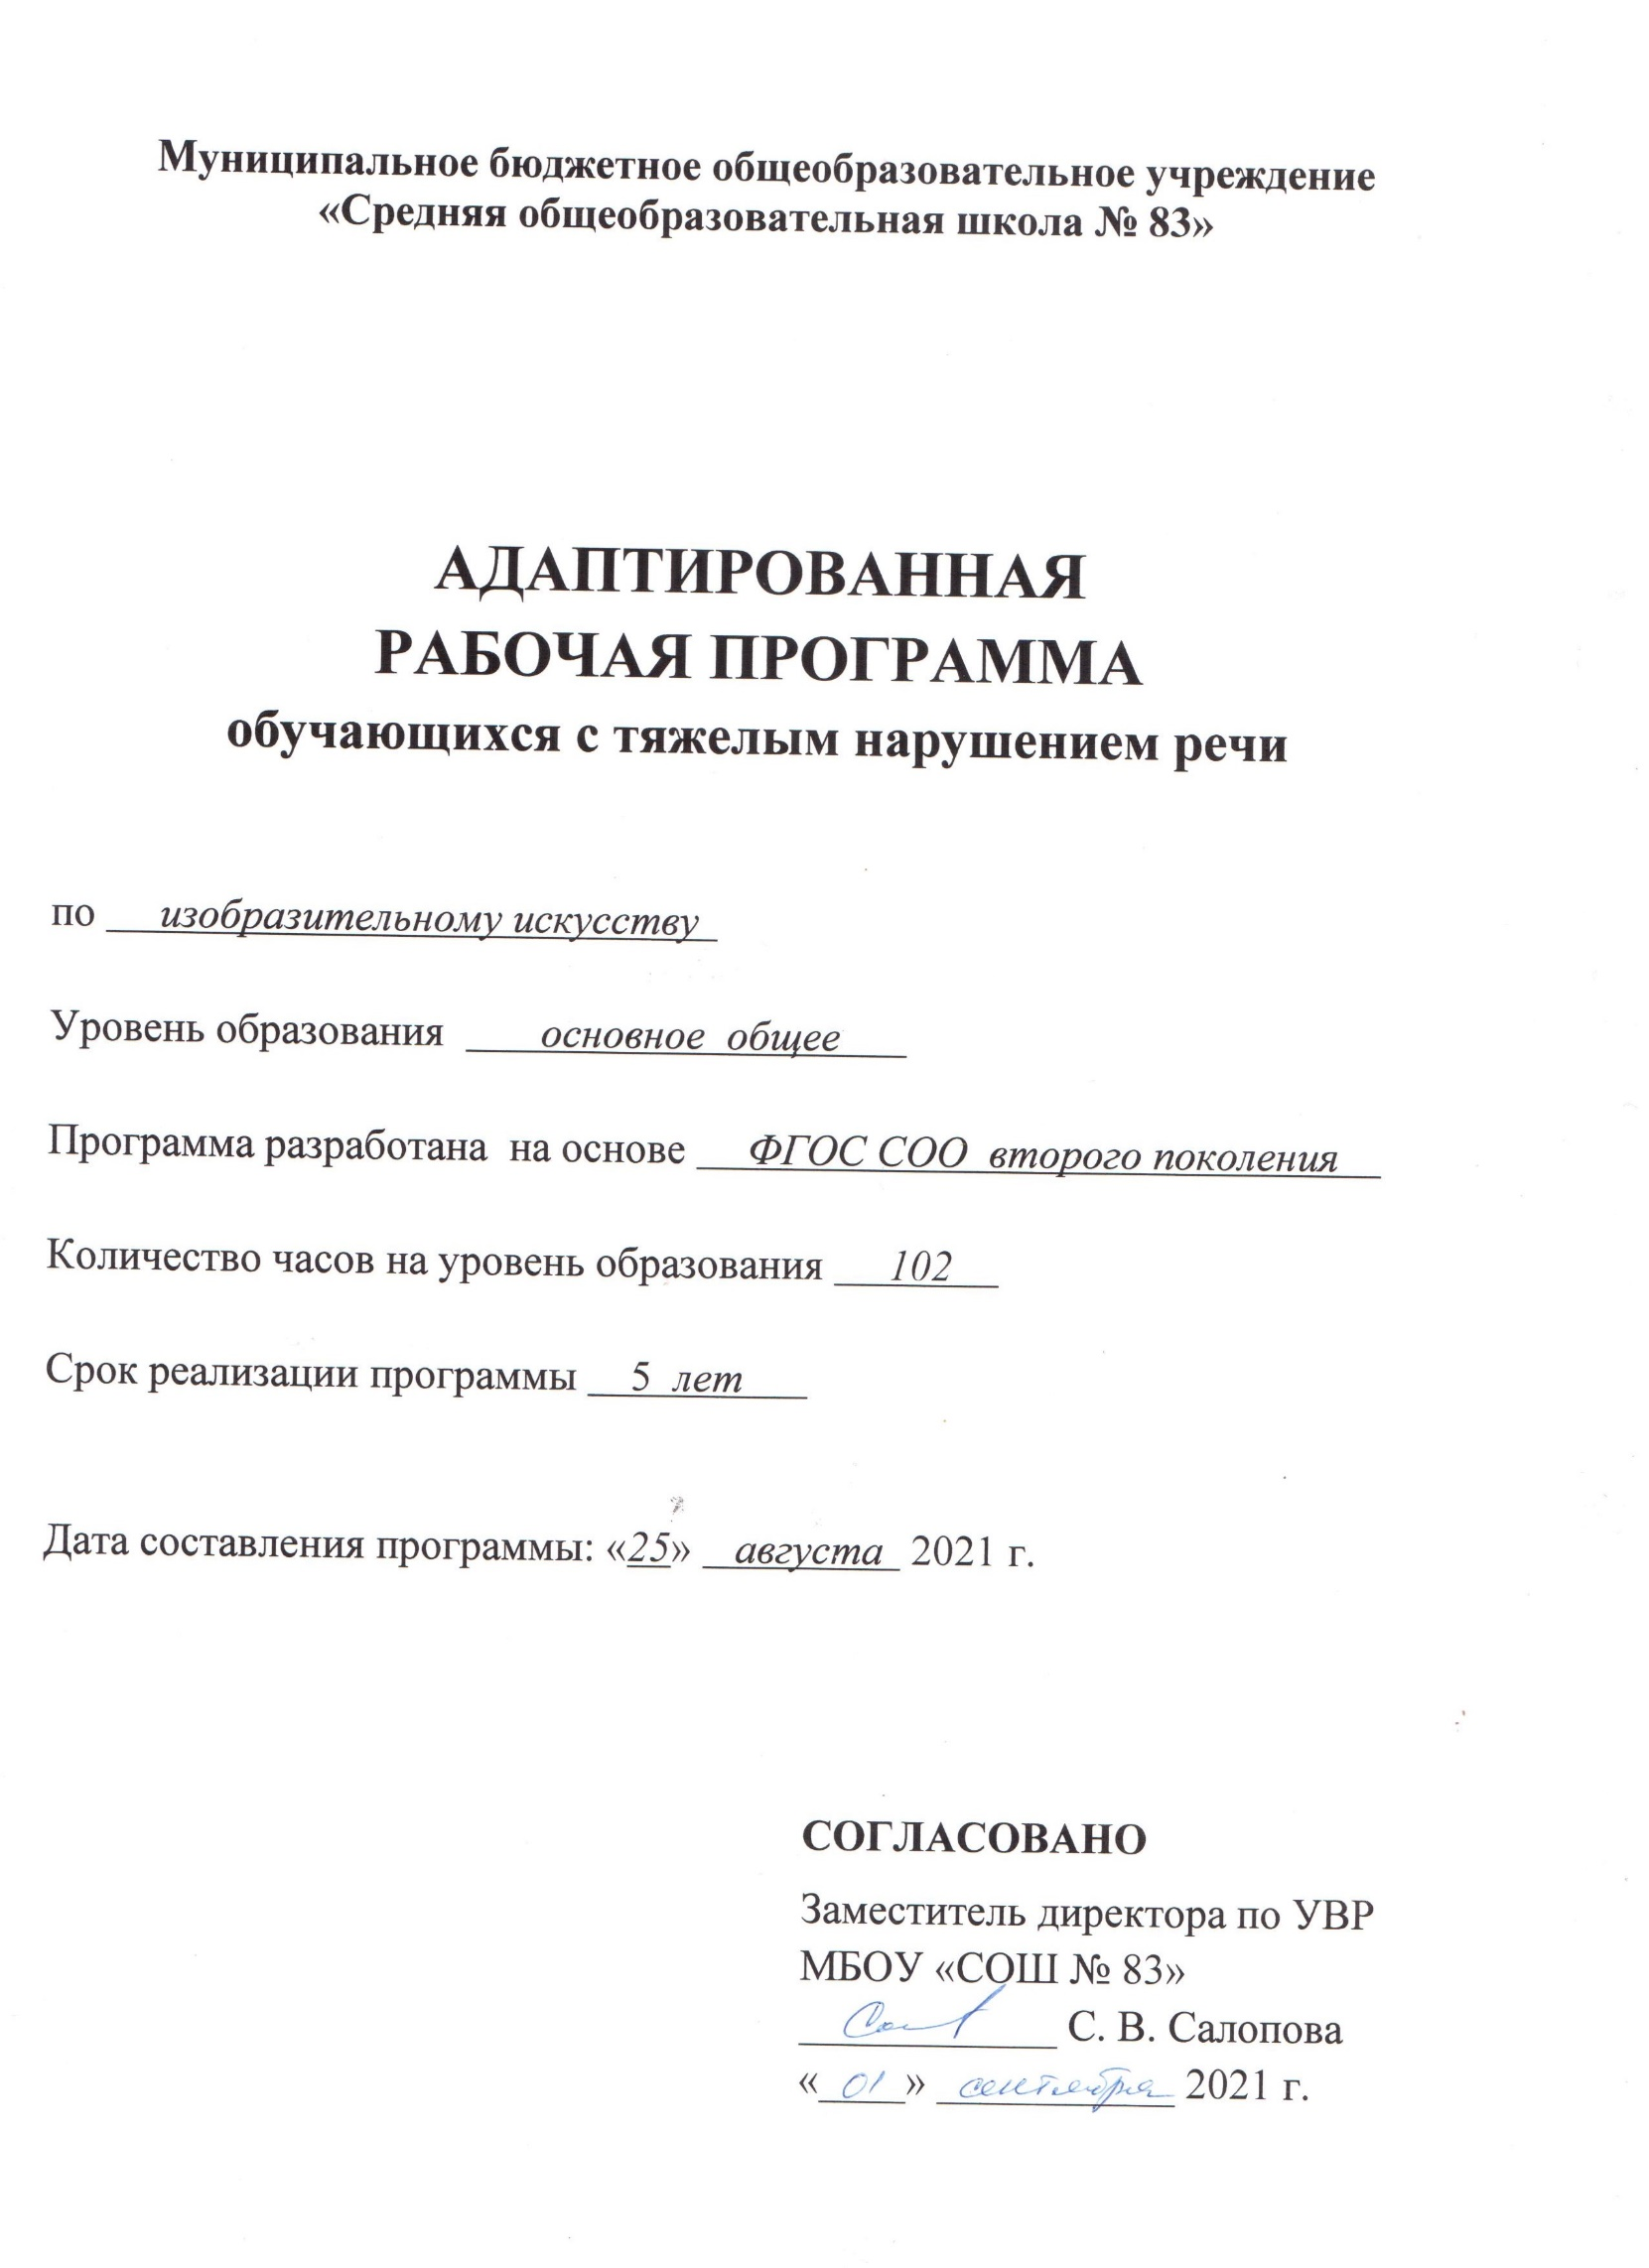 Муниципальное бюджетное общеобразовательное учреждение
«Средняя общеобразовательная школа № 83»
АДАПТИРОВАННАЯ
РАБОЧАЯ ПРОГРАММА
обучающихся с тяжелым нарушением речи
по изобразительному искусству
Уровень образования основное общее
Программа разработана на основе ФГОС СОО второго поколения
Количество часов на уровень образования 102
Срок реализации программы 5 лет
Дата составления программы: «25» августа 2021 г.
СОГЛАСОВАНО
Заместитель директора по УВР
МБОУ «СОШ № 83»
С. В. Салопова
«01» сентября 2021 г.